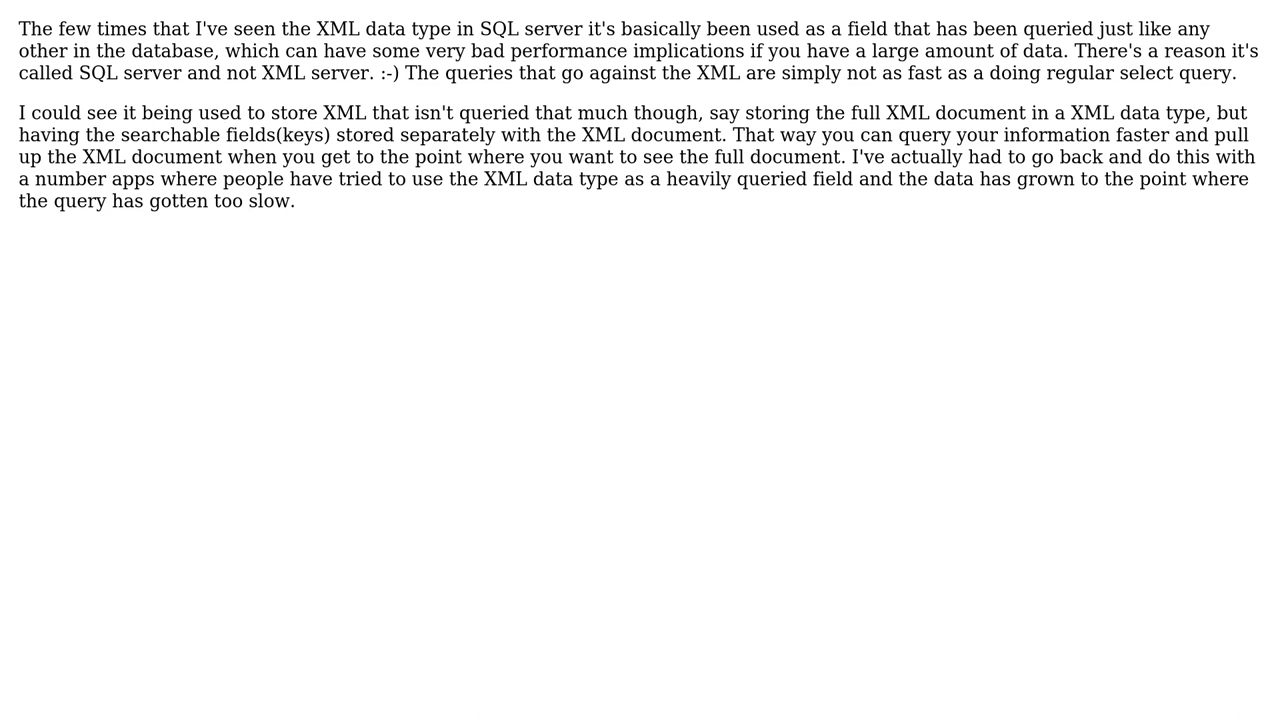 The few times that I've seen the XML data type in SQL server it's basically been used as a field that has been queried just like any
other in the database, which can have some very bad performance implications if you have a large amount of data. There's a reason it's
called SQL server and not XML server. :-) The queries that go against the XML are simply not as fast as a doing regular select query.
I could see it being used to store XML that isn't queried that much though, say storing the full XML document in a XML data type, but
having the searchable fields(keys) stored separately with the XML document. That way you can query your information faster and pull
up the XML document when you get to the point where you want to see the full document. I've actually had to go back and do this with
a number apps where people have tried to use the XML data type as a heavily queried field and the data has grown to the point where
the query has gotten too slow.